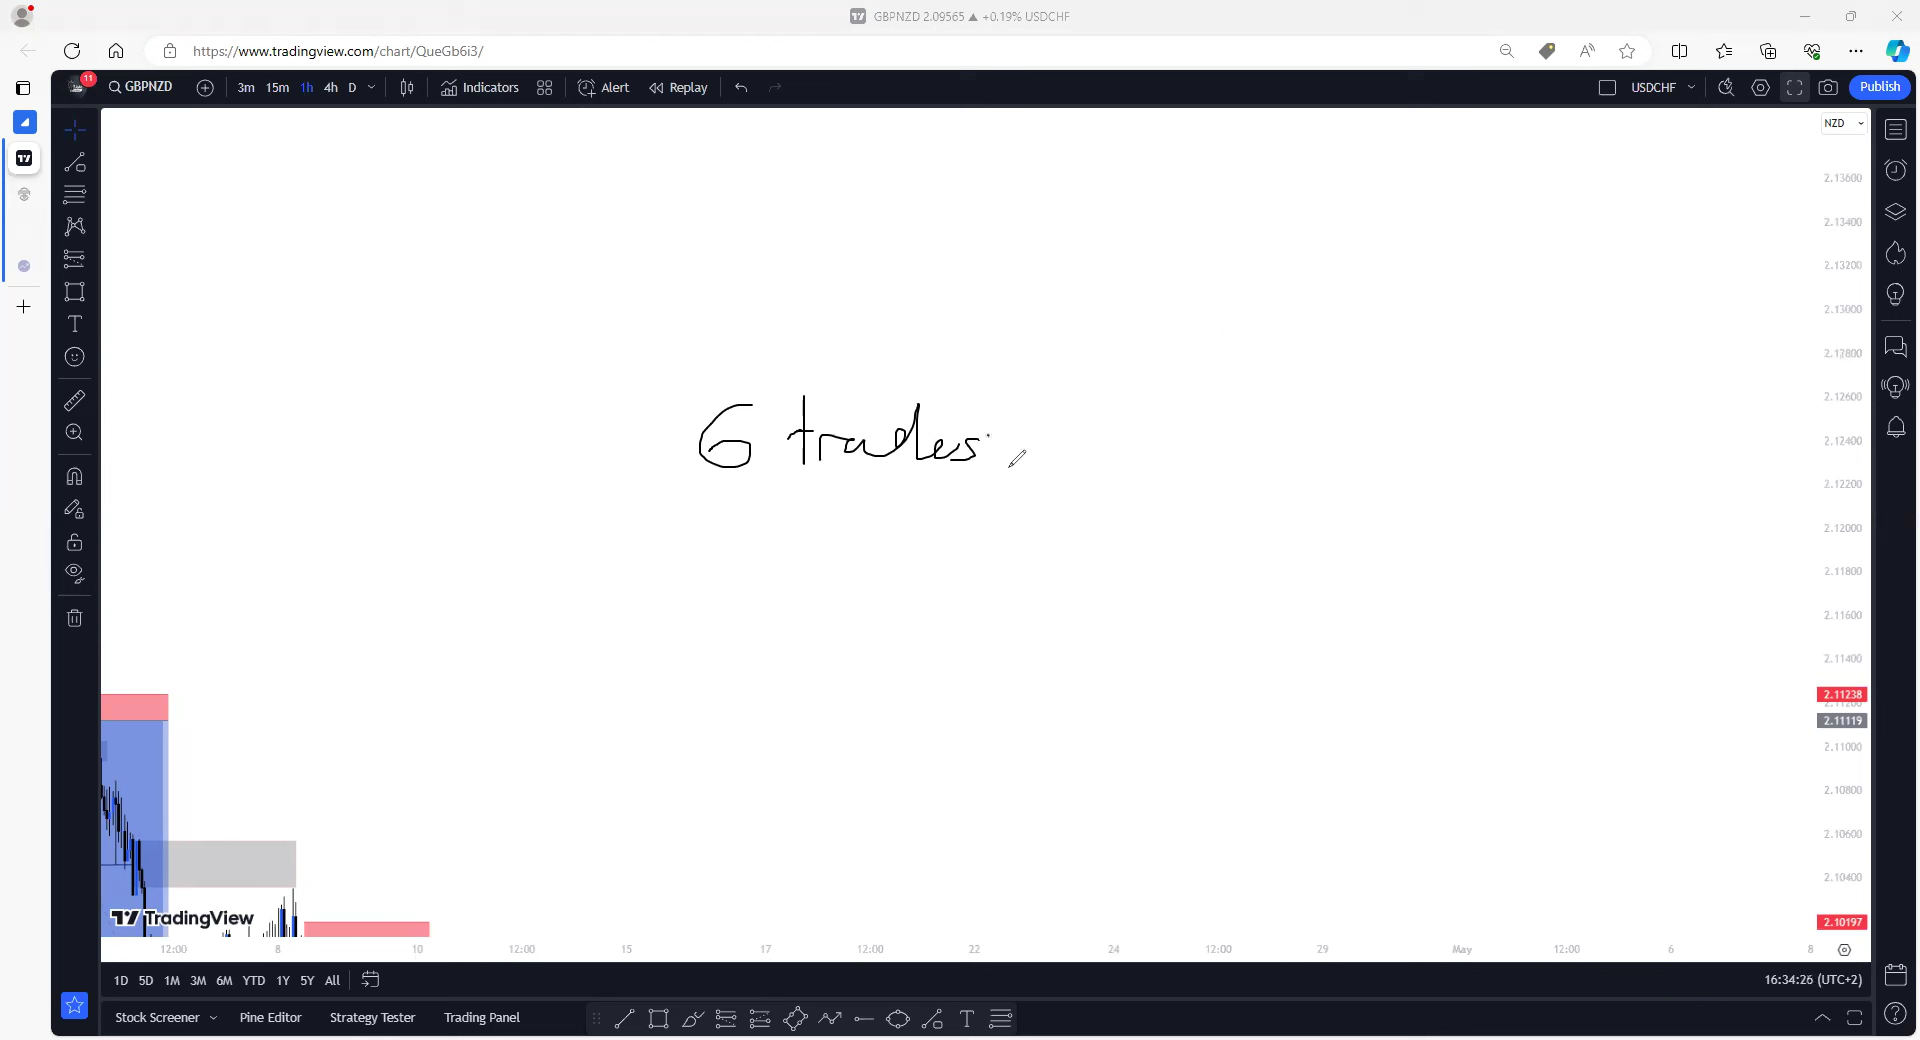 GBPNZD 2.09565 ▲ +0.19% USDCHF
https://www.tradingview.com/chart/QueGb6i3/
11 GBPNZD 3m 15m 1h 4h D Indicators Alert Replay USDCHF Publish
NZD
2.13600
2.13400
2.13200
2.13000
2.12800
2.12600
6 trades
2.12400
2.12200
2.12000
2.11800
2.11600
2.11400
2.11238
2.11200
2.11119
2.11000
2.10800
2.10600
2.10400
TradingView
2.10197
12:00 8 10 12:00 15 17 12:00 22 24 12:00 29 May 12:00 6 8
1D 5D 1M 3M 6M YTD 1Y 5Y All 16:34:26 (UTC+2)
Stock Screener Pine Editor Strategy Tester Trading Panel